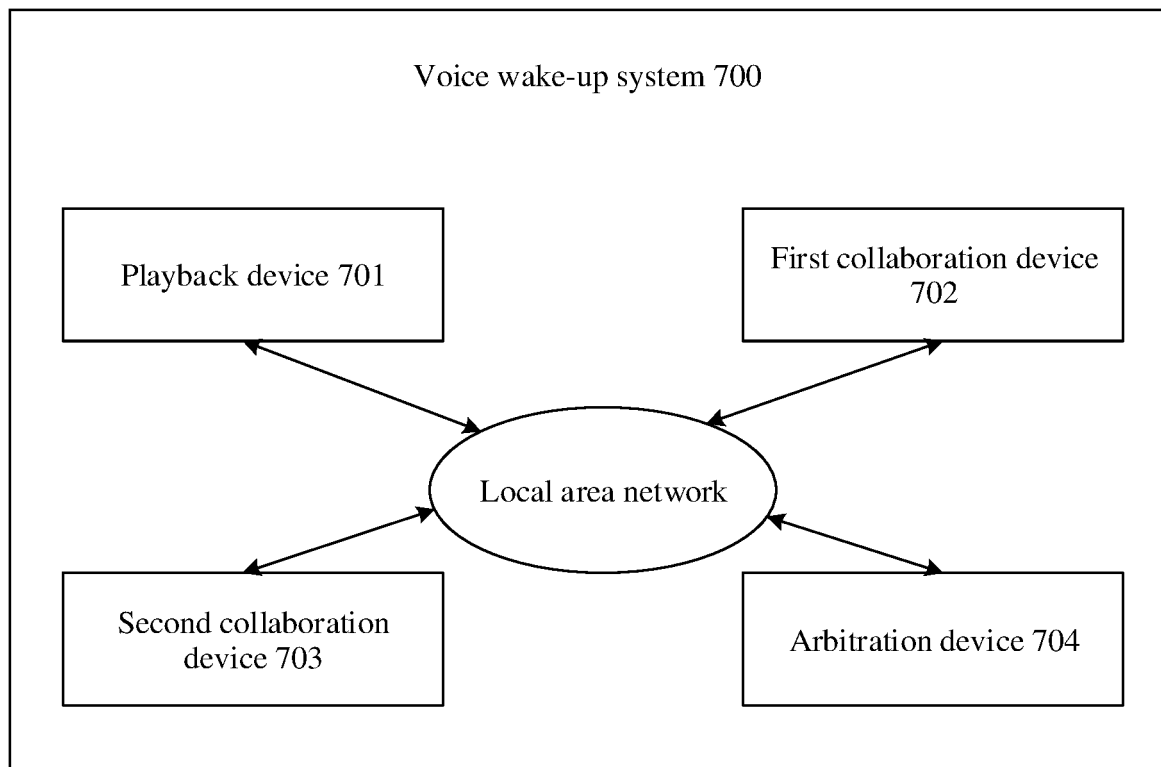 Voice wake-up system 700
Playback device 701
First collaboration device
702
Local area network
Second collaboration
device 703
Arbitration device 704